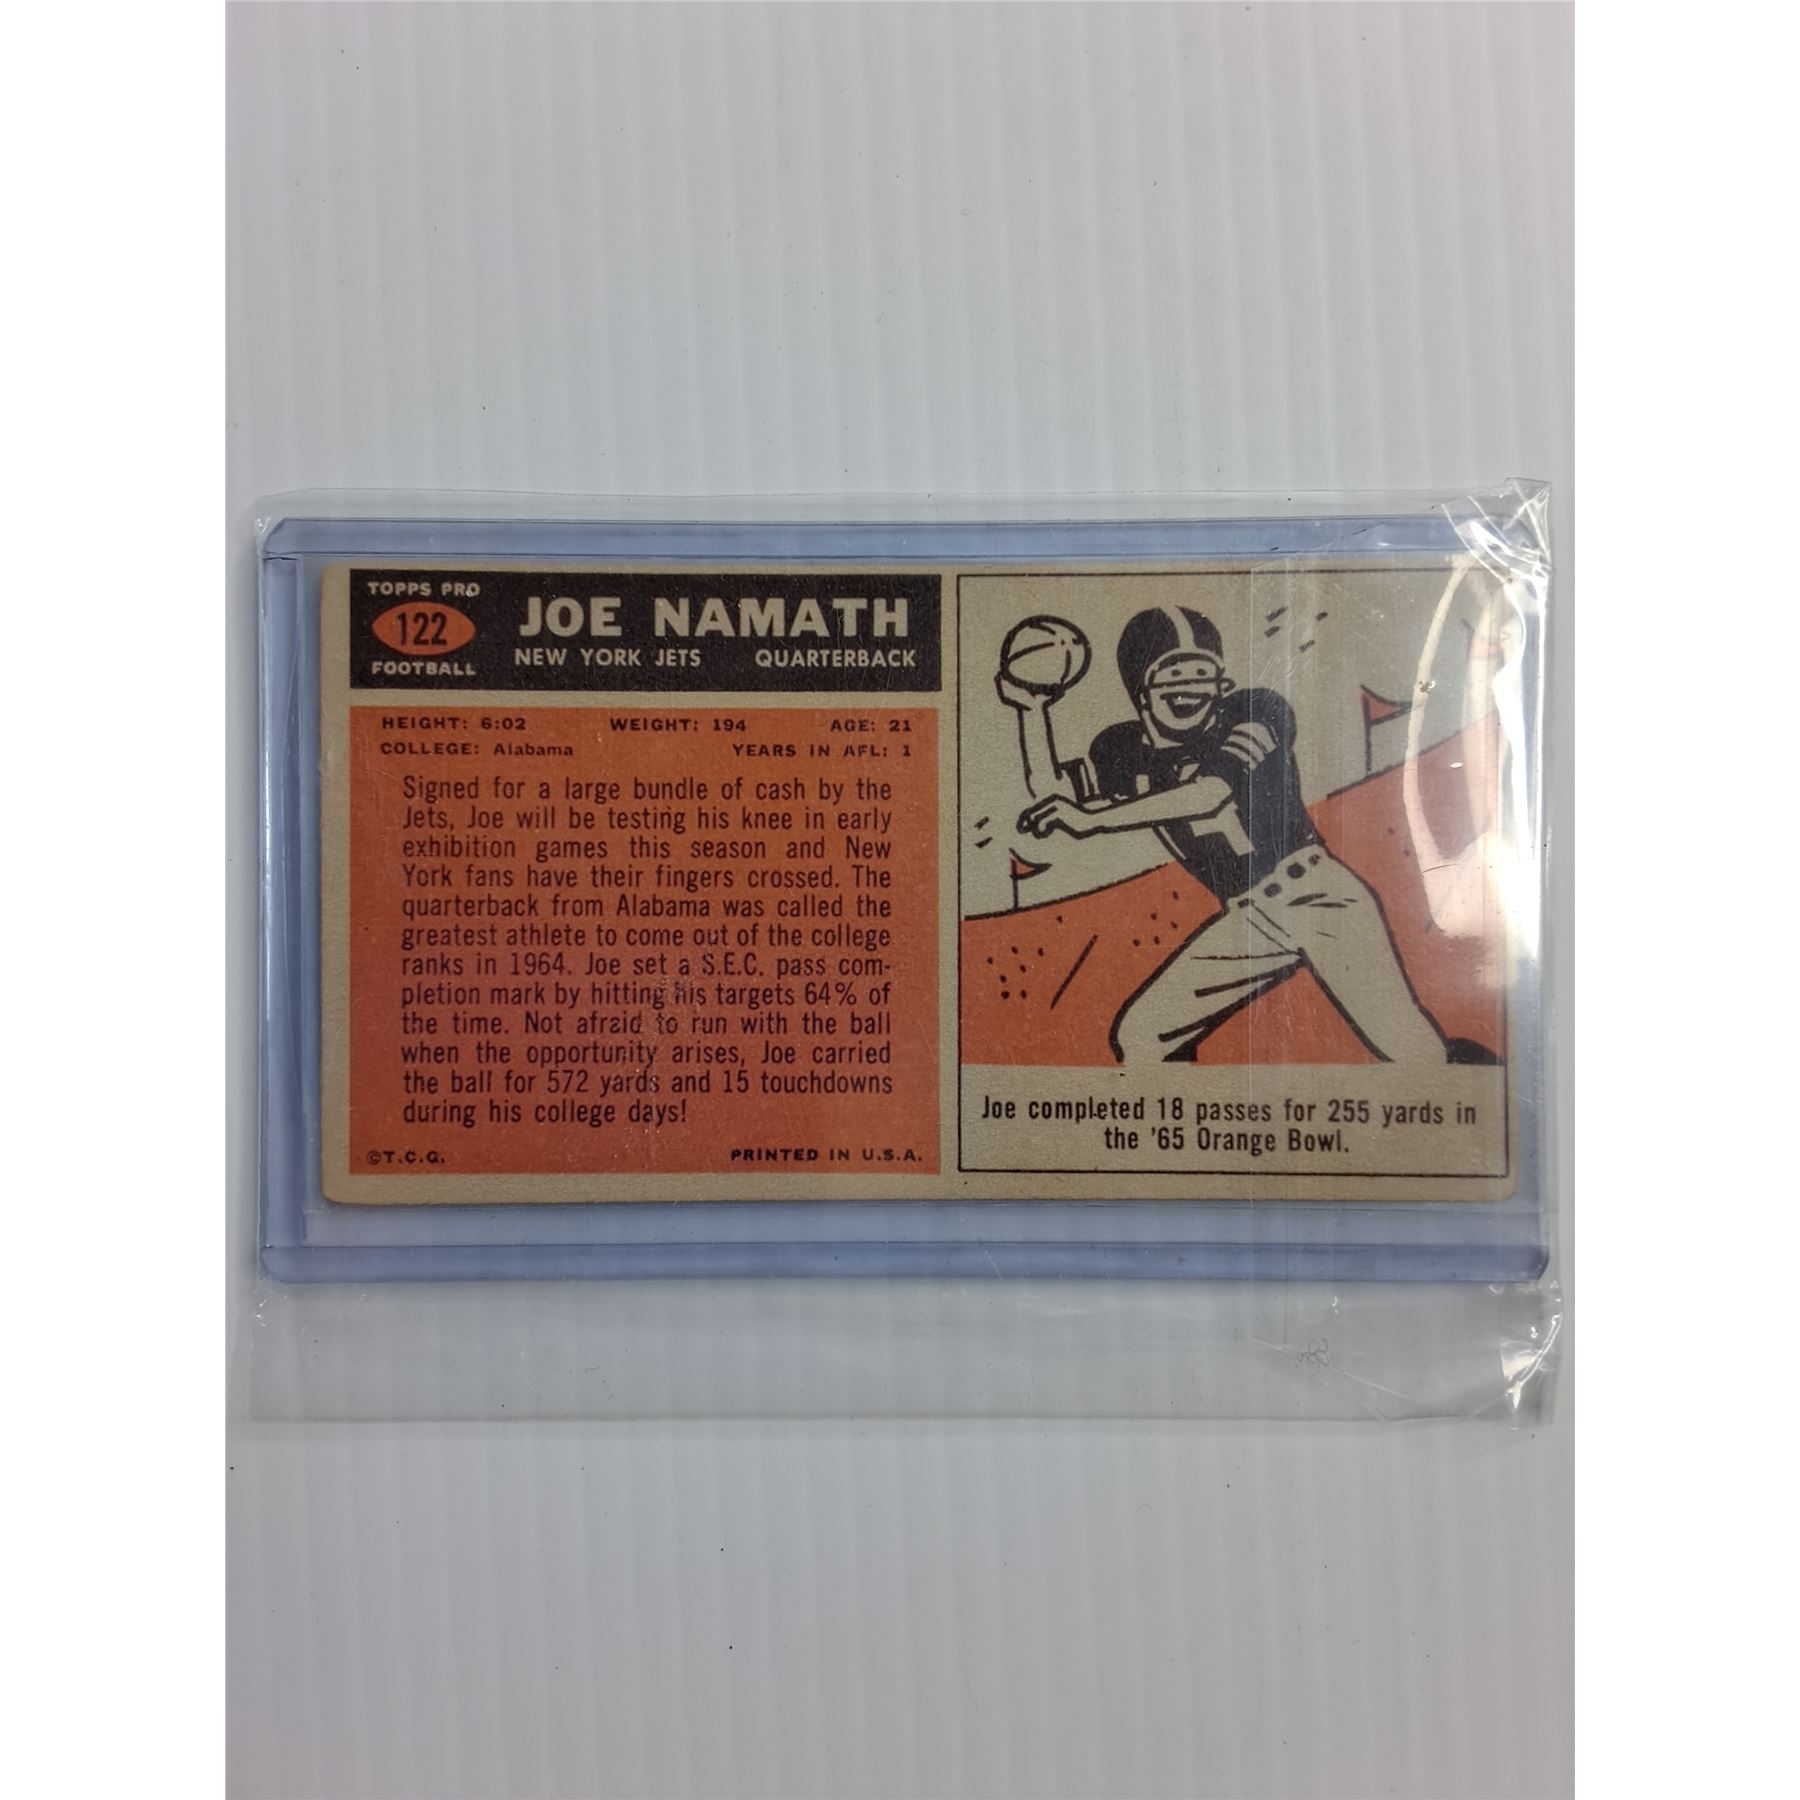 TOPPS PRO
122
FOOTBALL
JOE NAMATH
NEW YORK JETS QUARTERBACK
HEIGHT: 6:02 WEIGHT: 194 AGE: 21
COLLEGE: Alabama YEARS IN AFL: 1
Signed for a large bundle of cash by the
Jets, Joe will be testing his knee in early
exhibition games this season and New
York fans have their fingers crossed. The
quarterback from Alabama was called the
greatest athlete to come out of the college
ranks in 1964. Joe set a S.E.C. pass com-
pletion mark by hitting his targets 64% of
the time. Not afraid to run with the ball
when the opportunity arises, Joe carried
the ball for 572 yards and 15 touchdowns
during his college days!
©T.C.G. PRINTED IN U.S.A.
Joe completed 18 passes for 255 yards in
the '65 Orange Bowl.